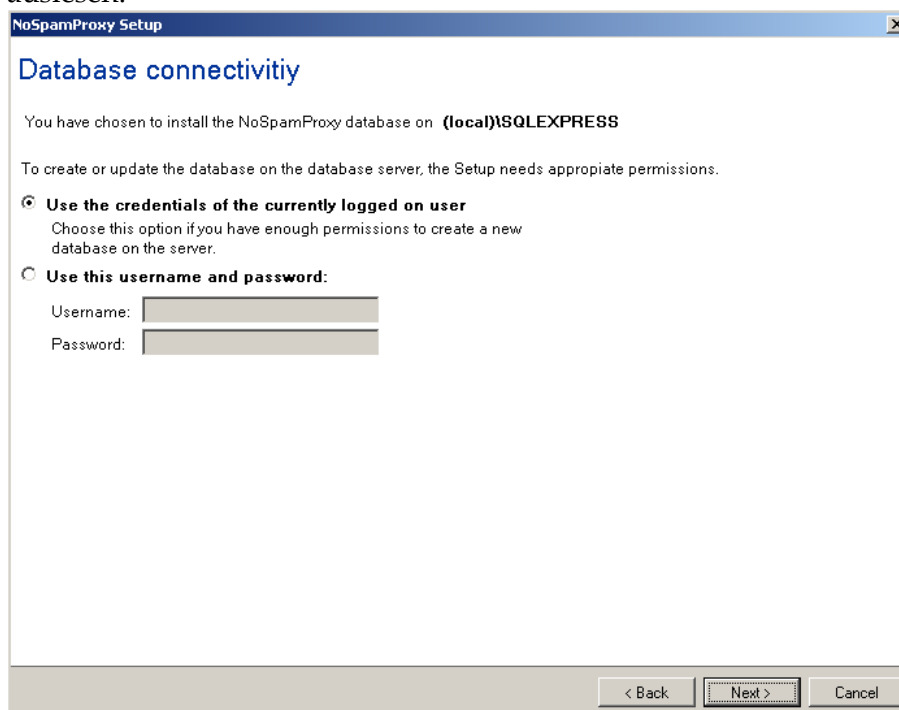 auslesen.
NoSpamProxy Setup
Database connectivitiy
You have chosen to install the NoSpamProxy database on (local)\SQLEXPRESS
To create or update the database on the database server, the Setup needs appropiate permissions.
Use the credentials of the currently logged on user
Choose this option if you have enough permissions to create a new
database on the server.
Use this username and password:
Username:
Password:
< Back Next > Cancel